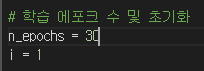 # 학습 에포크 수 및 초기화
n_epochs = 30
i = 1